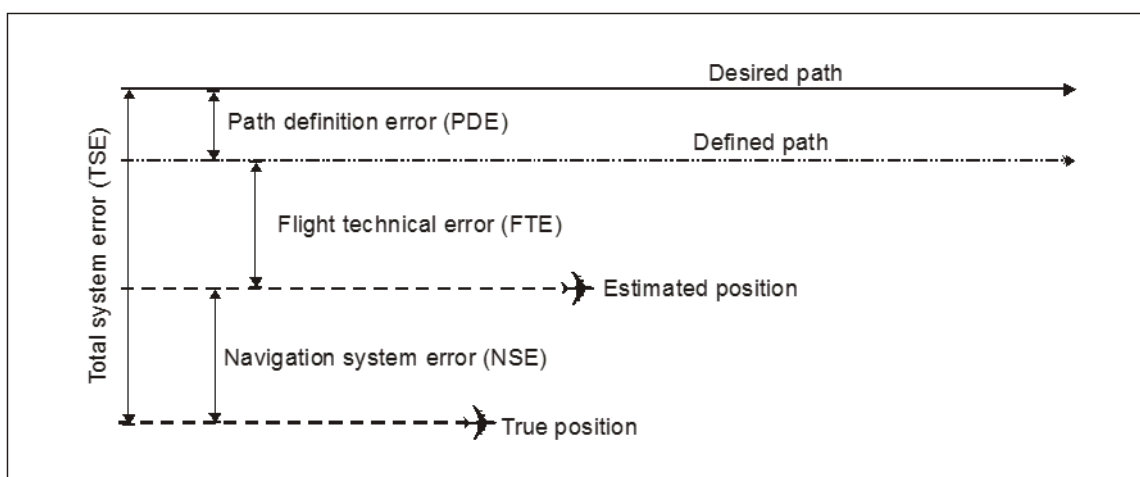 Desired path
Path definition error (PDE)
Defined path
Total system error (TSE)
Flight technical error (FTE)
Estimated position
Navigation system error (NSE)
True position